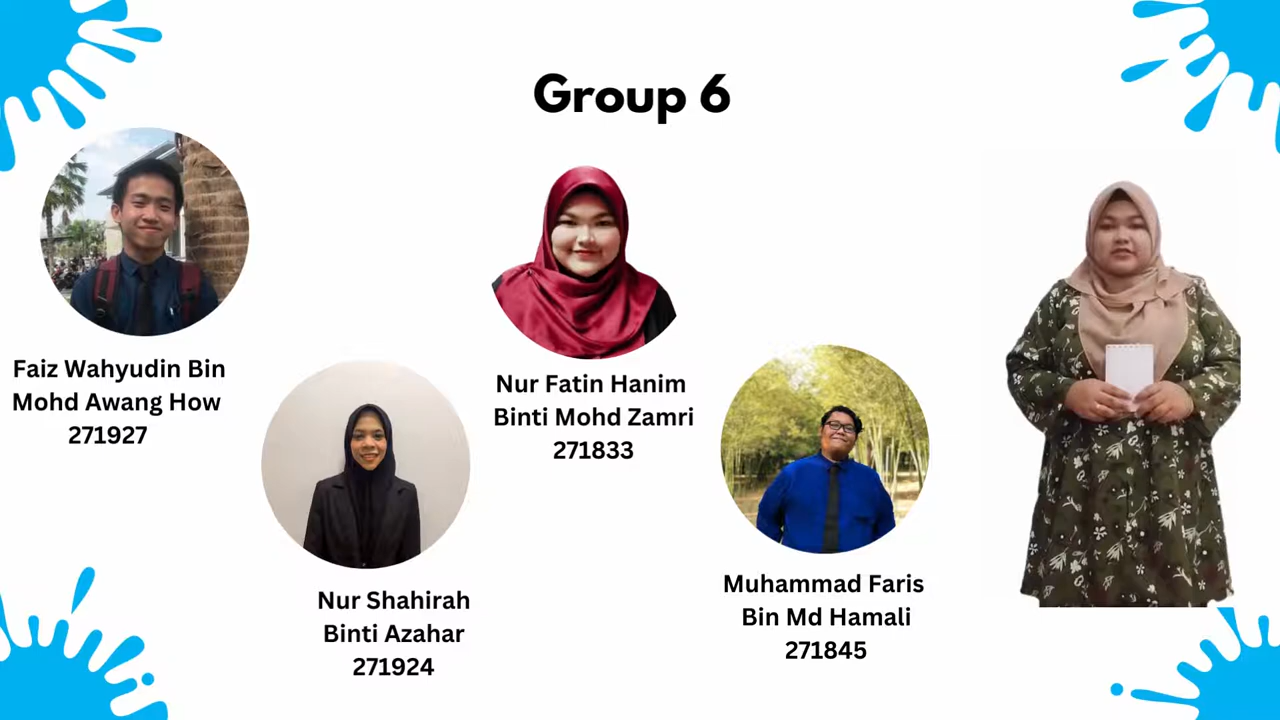 Group 6
Faiz Wahyudin Bin
Mohd Awang How
271927
Nur Shahirah
Binti Azahar
271924
Nur Fatin Hanim
Binti Mohd Zamri
271833
Muhammad Faris
Bin Md Hamali
271845